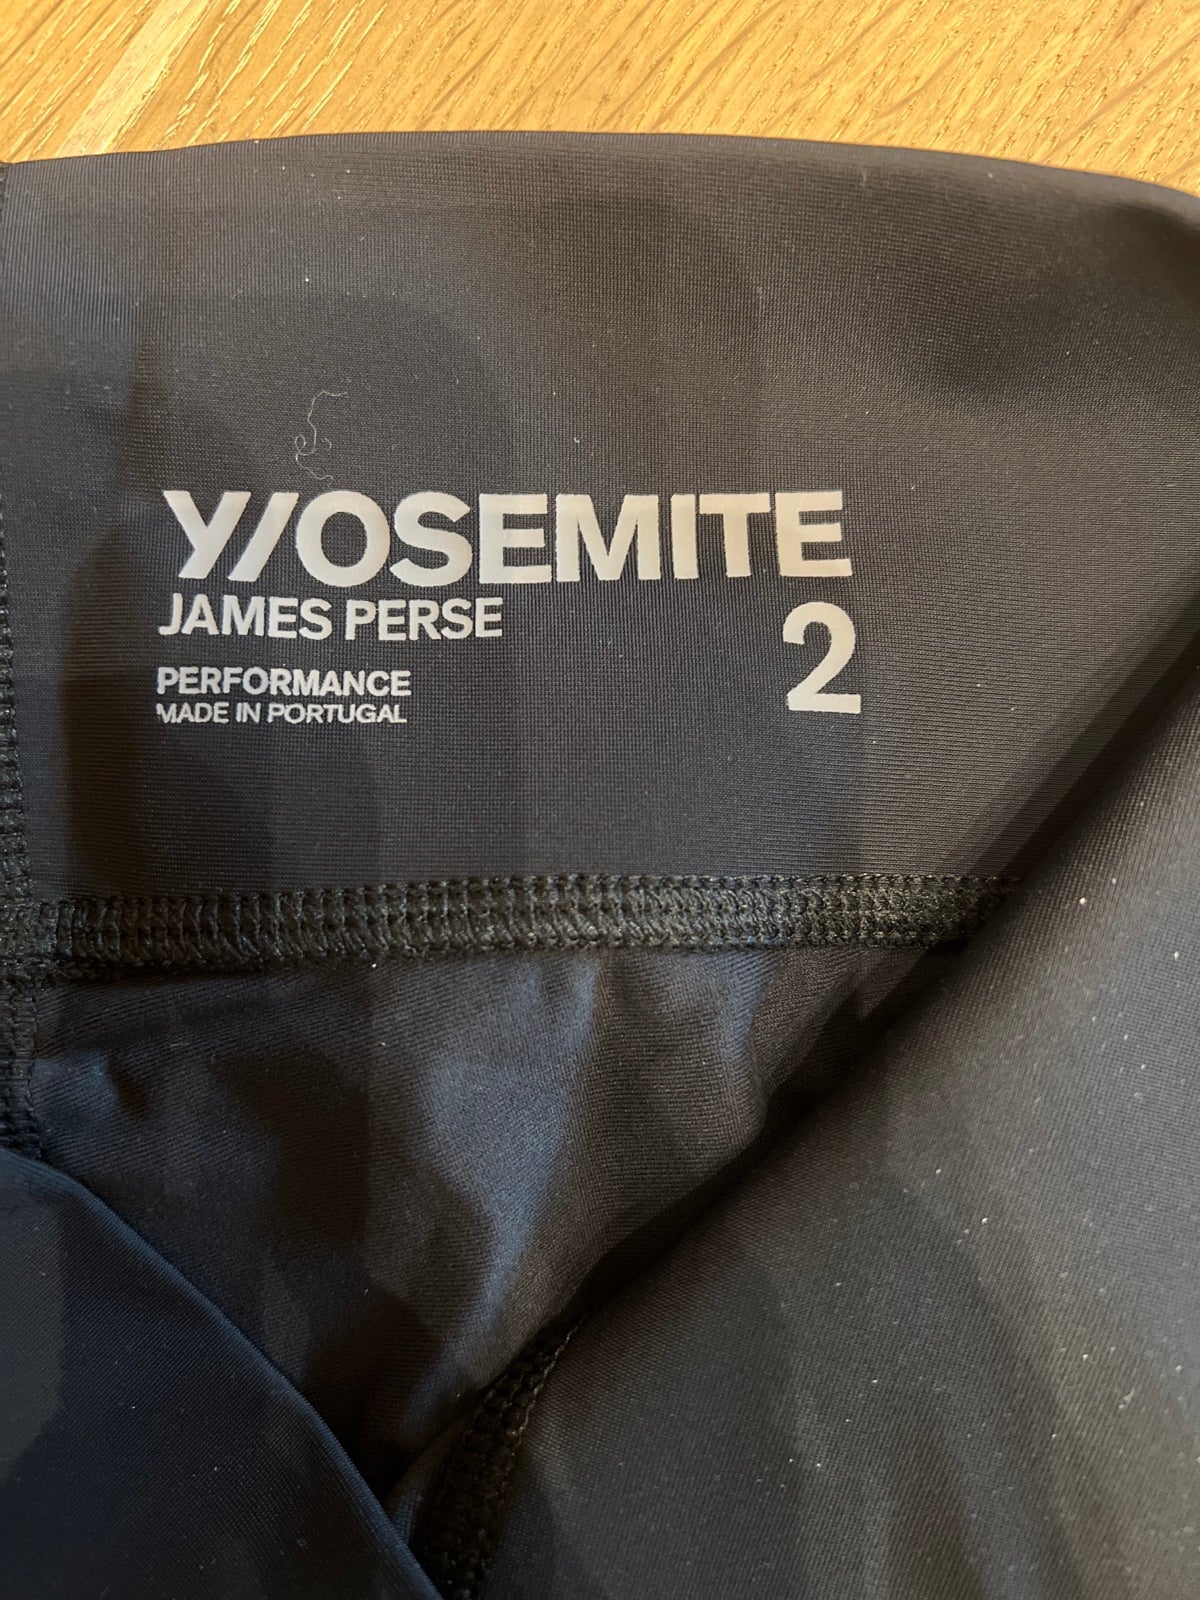 Y/OSEMITE
JAMES PERSE
2
PERFORMANCE
MADE IN PORTUGAL